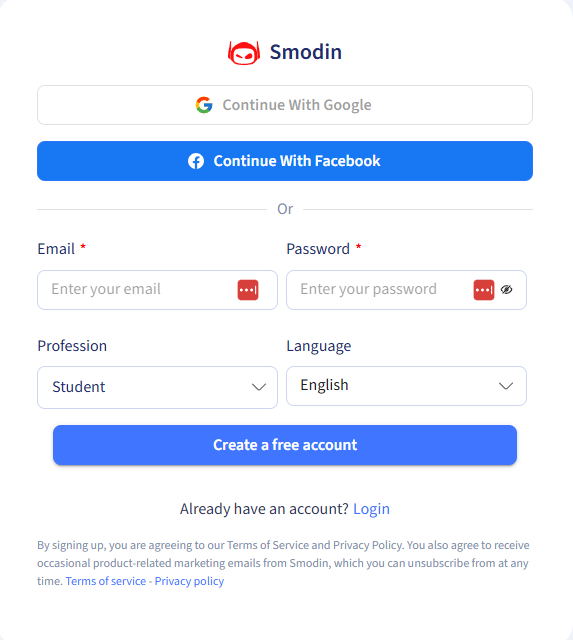 Smodin
Continue With Google
Continue With Facebook
Or
Email *
Password *
Enter your email
Enter your password
Profession
Language
Student
English
Create a free account
Already have an account? Login
By signing up, you are agreeing to our Terms of Service and Privacy Policy. You also agree to receive
occasional product-related marketing emails from Smodin, which you can unsubscribe from at any
time. Terms of service - Privacy policy